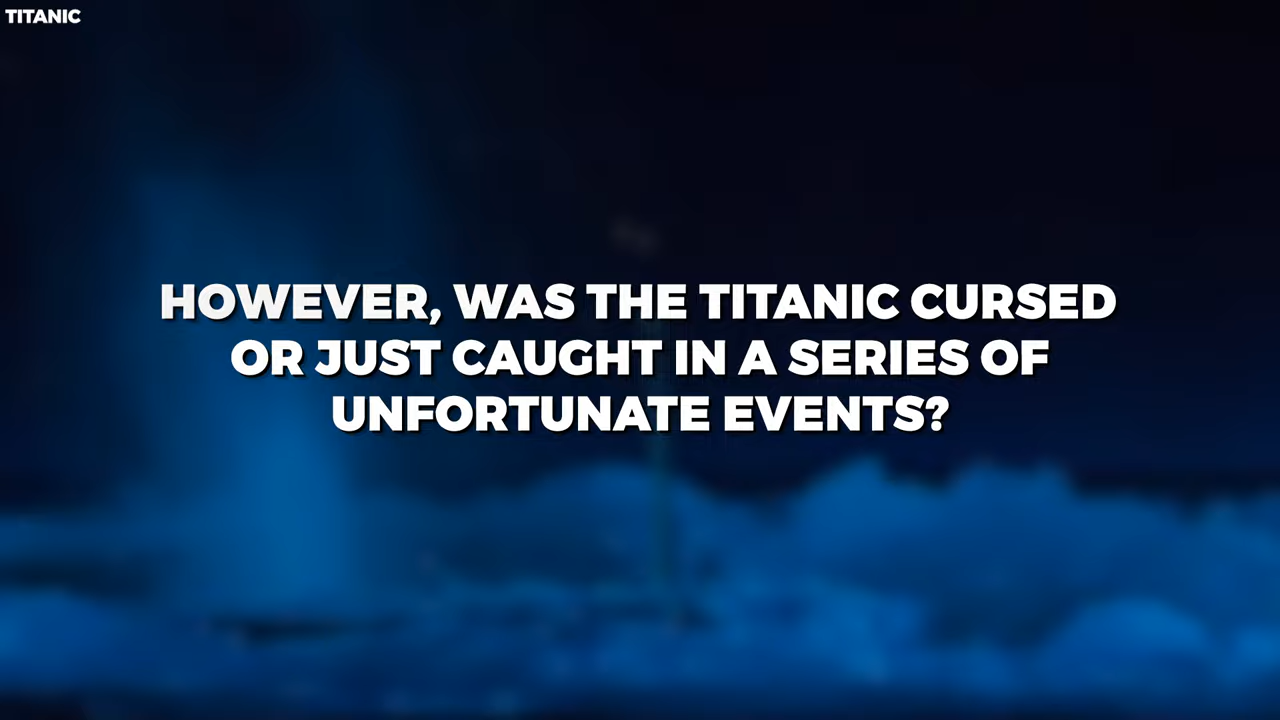 TITANIC
HOWEVER, WAS THE TITANIC CURSED
OR JUST CAUGHT IN A SERIES OF
UNFORTUNATE EVENTS?